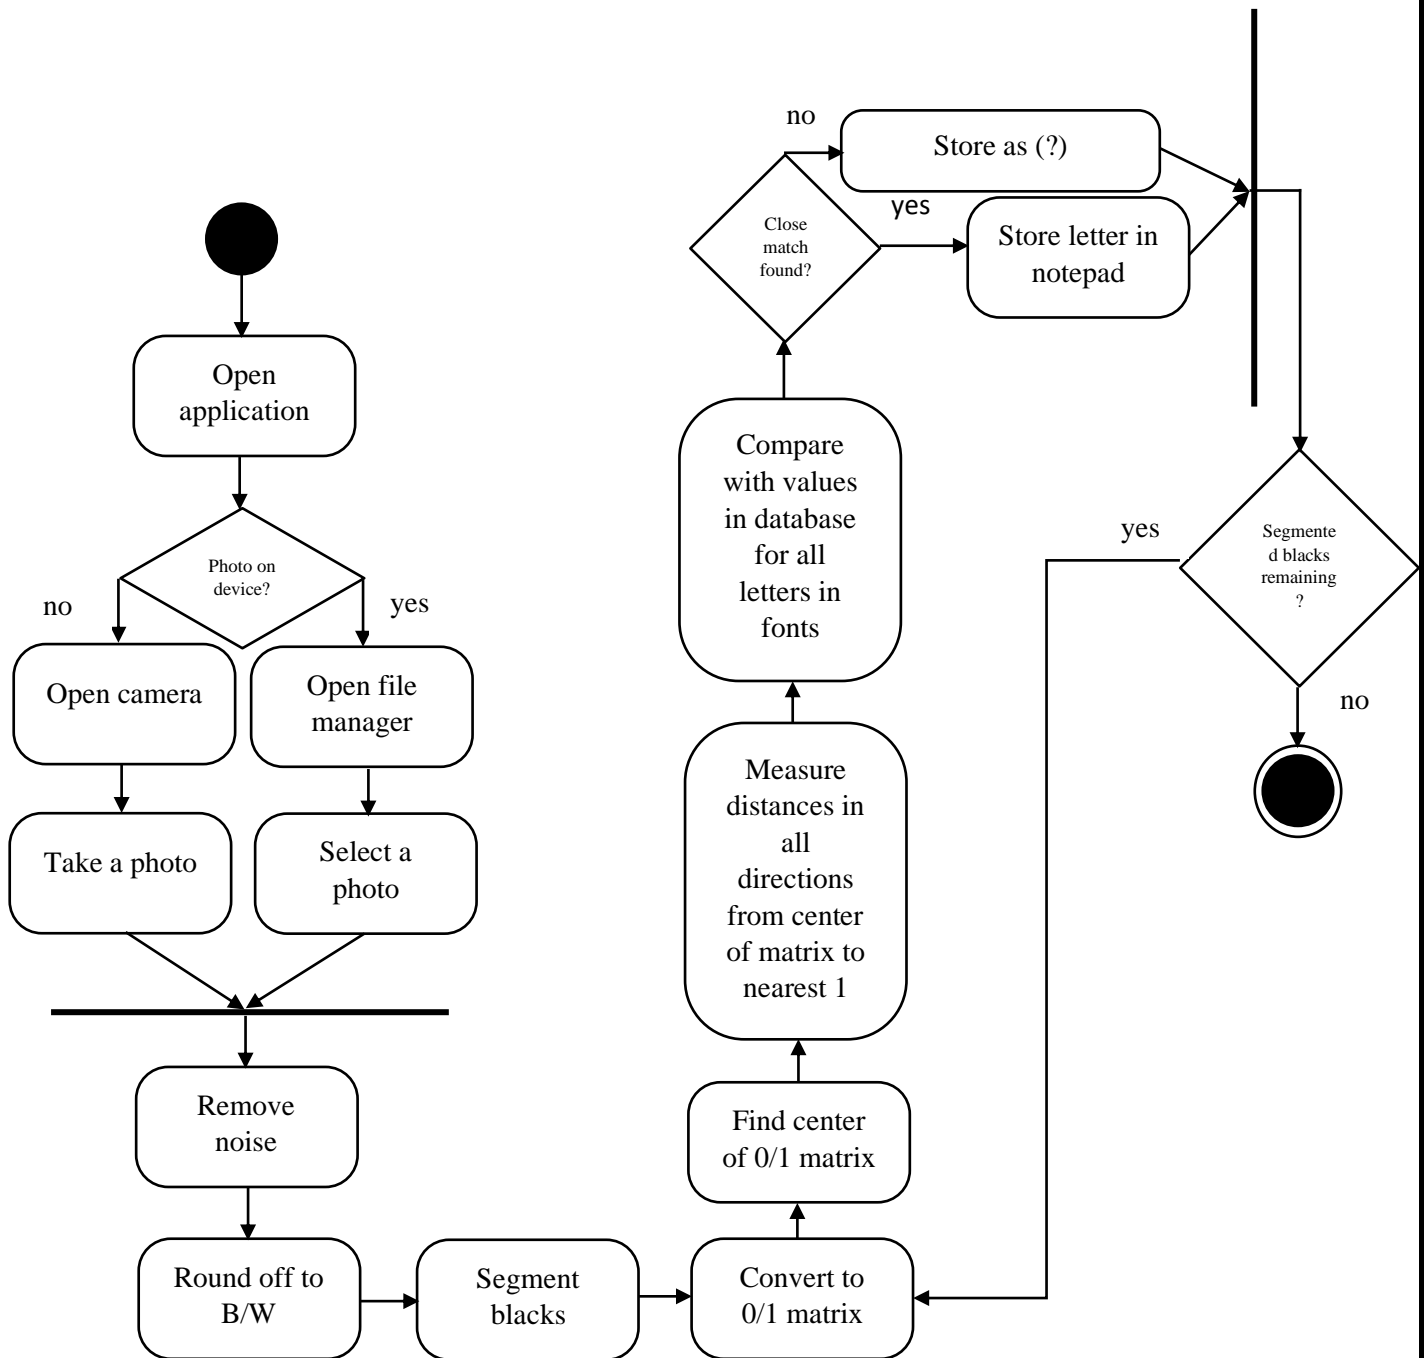 Open
application
Photo on
device?
no
yes
Open camera
Open file
manager
Take a photo
Select a
photo
Remove
noise
Round off to
B/W
Segment
blacks
Convert to
0/1 matrix
Find center
of 0/1 matrix
Measure
distances in
all
directions
from center
of matrix to
nearest 1
Compare
with values
in database
for all
letters in
fonts
Close
match
found?
no
Store as (?)
yes
Store letter in
notepad
Segmente
d blacks
remaining
?
yes
no